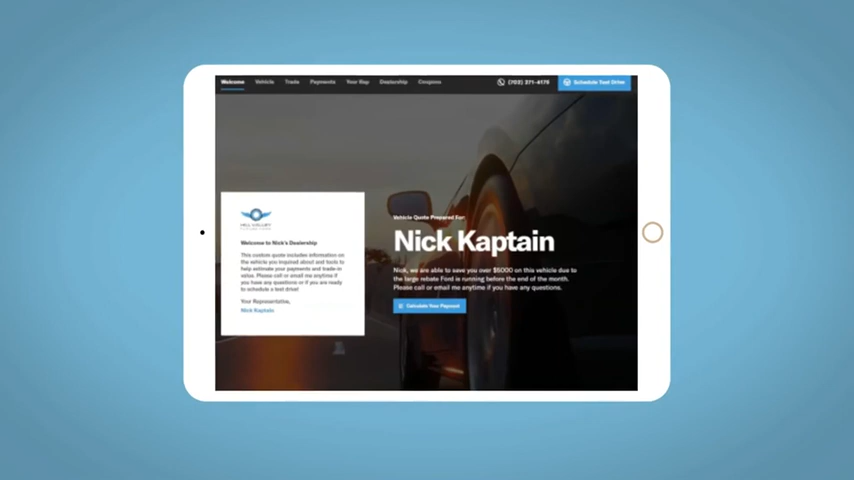 Welcome Vehicle Trade Payments Your Rep Dealership Coupons (702) 371-4175 Schedule Test Drive
Welcome to Nick's Dealership
This custom quote includes information on
the vehicle you inquired about and tools to
help estimate your payments and trade-in
value. Please call or email me anytime if
you have any questions or if you are ready
to schedule a test drive!
Your Representative,
Nick Kaptain
Vehicle Quote Prepared For:
Nick Kaptain
Nick, we are able to save you over $6000 on this vehicle due to
the large rebate Ford is running before the end of the month.
Please call or email me anytime if you have any questions.
Calculate Your Payment